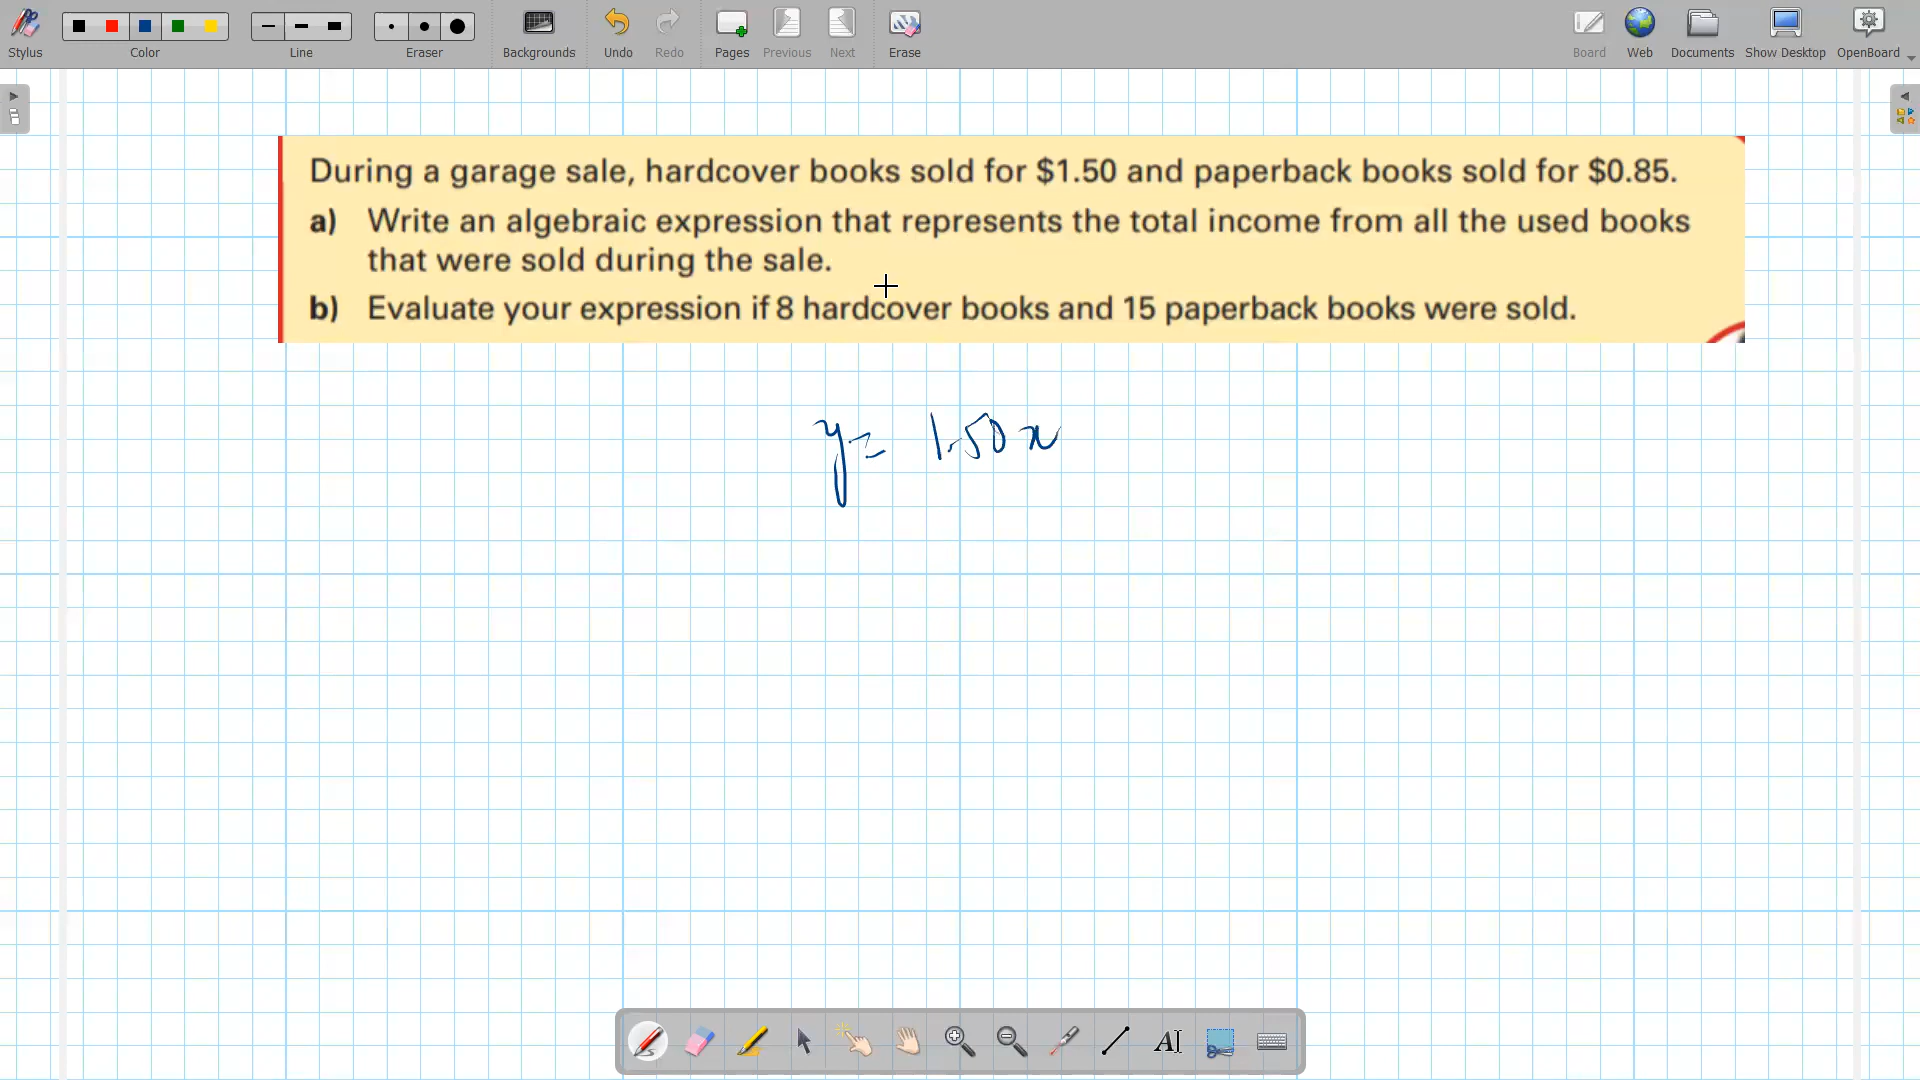 Stylus Color Line Eraser Backgrounds Undo Redo Pages Previous Next Erase Board Web Documents Show Desktop OpenBoard
During a garage sale, hardcover books sold for $1.50 and paperback books sold for $0.85.
a) Write an algebraic expression that represents the total income from all the used books
that were sold during the sale.
b) Evaluate your expression if 8 hardcover books and 15 paperback books were sold.
y = 1.50 x